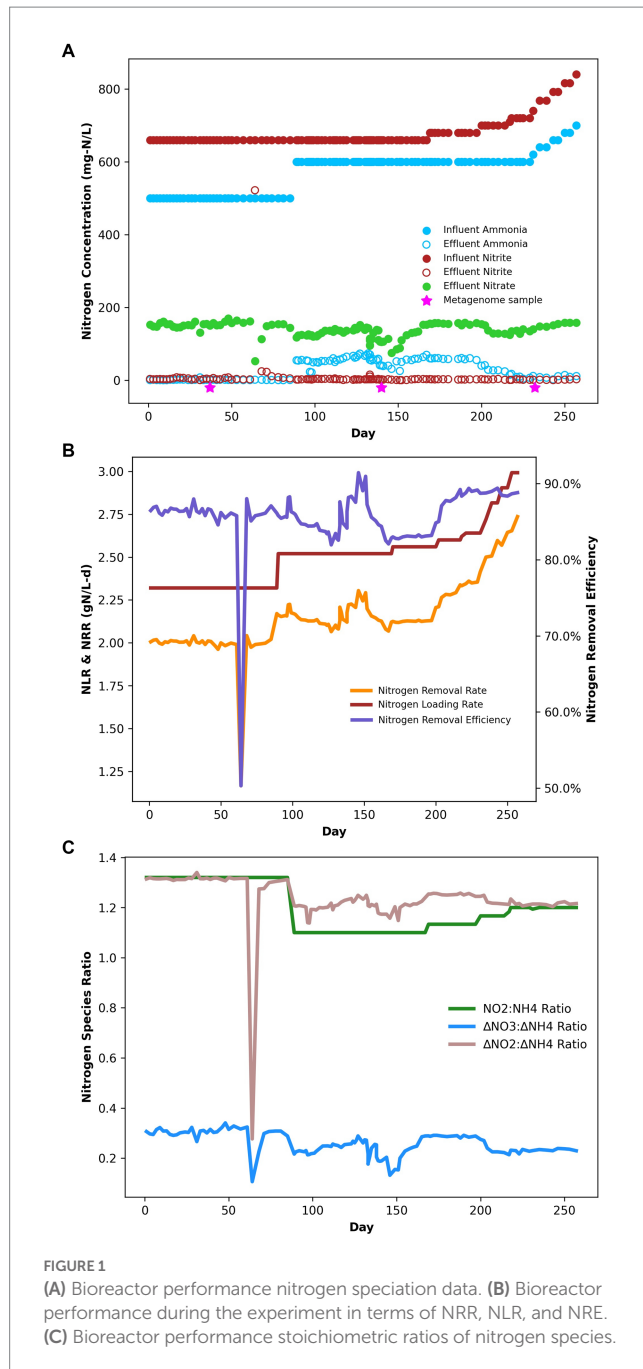 A
Nitrogen Concentration (mg-N/L)
800
600
400
200
0
Influent Ammonia
Effluent Ammonia
Influent Nitrite
Effluent Nitrite
Effluent Nitrate
Metagenome sample
0 50 100 150 200 250
Day
B
NLR & NRR (gN/L-d)
3.00
2.75
2.50
2.25
2.00
1.75
1.50
1.25
90.0%
80.0%
70.0%
60.0%
50.0%
Nitrogen Removal Efficiency
Nitrogen Removal Rate
Nitrogen Loading Rate
Nitrogen Removal Efficiency
0 50 100 150 200 250
Day
C
Nitrogen Species Ratio
1.4
1.2
1.0
0.8
0.6
0.4
0.2
NO2:NH4 Ratio
ΔNO3:ΔNH4 Ratio
ΔNO2:ΔNH4 Ratio
0 50 100 150 200 250
Day
FIGURE 1
(A) Bioreactor performance nitrogen speciation data. (B) Bioreactor
performance during the experiment in terms of NRR, NLR, and NRE.
(C) Bioreactor performance stoichiometric ratios of nitrogen species.